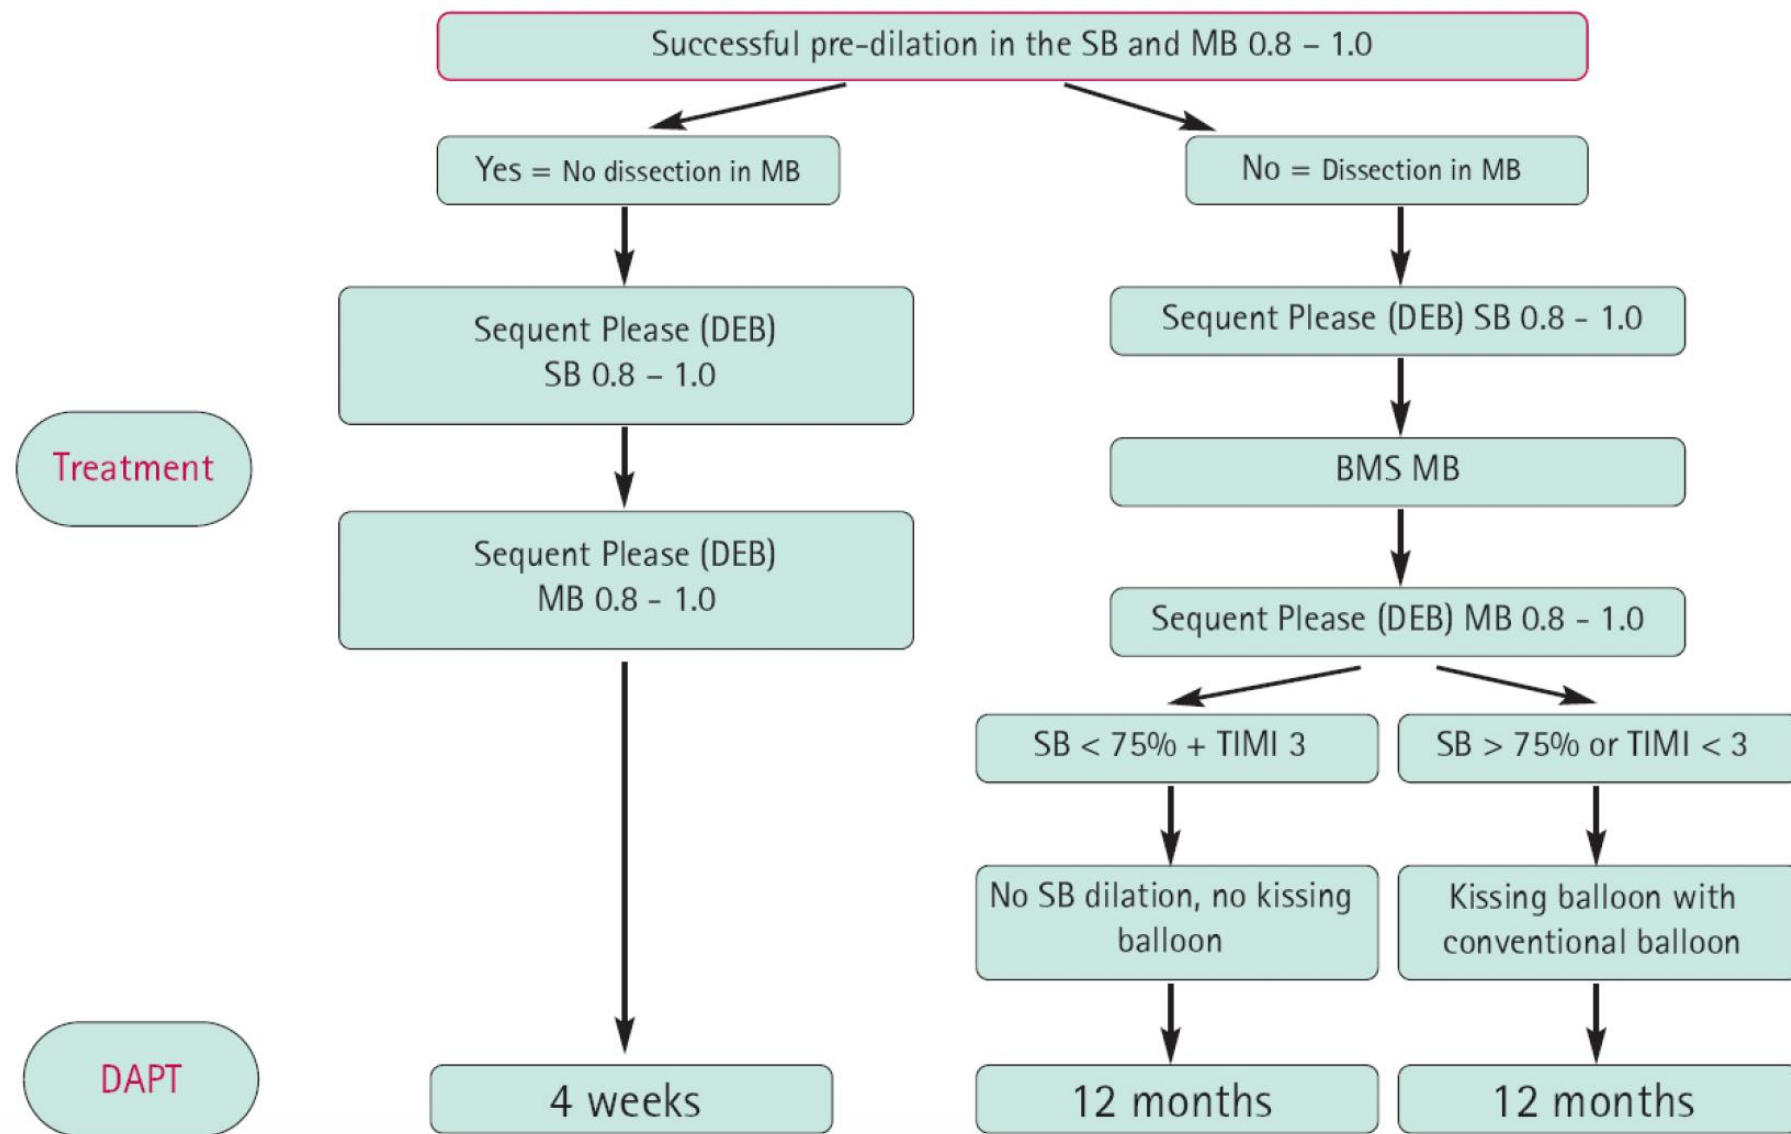 Successful pre-dilation in the SB and MB 0.8 – 1.0
Yes = No dissection in MB
No = Dissection in MB
Sequent Please (DEB)
SB 0.8 – 1.0
Sequent Please (DEB) SB 0.8 - 1.0
Treatment
BMS MB
Sequent Please (DEB)
MB 0.8 - 1.0
Sequent Please (DEB) MB 0.8 - 1.0
SB < 75% + TIMI 3
SB > 75% or TIMI < 3
No SB dilation, no kissing
balloon
Kissing balloon with
conventional balloon
DAPT
4 weeks
12 months
12 months